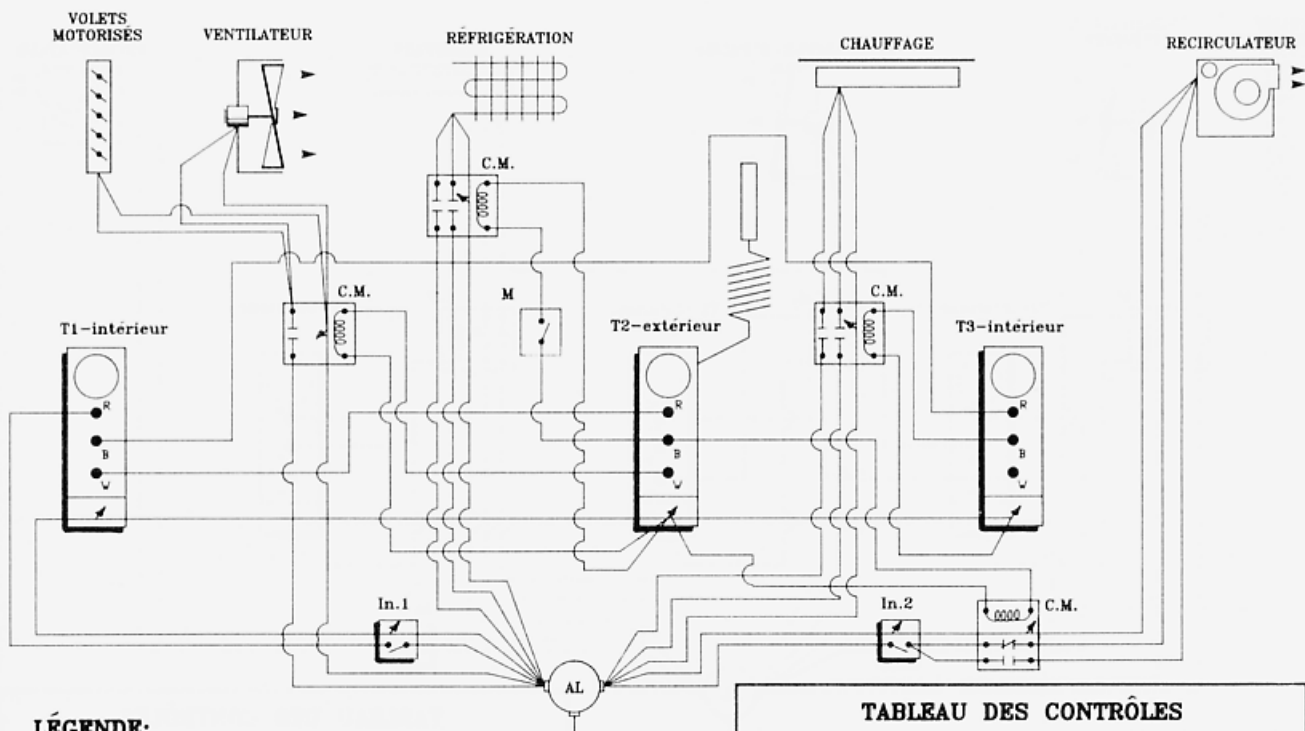 VOLETS
MOTORISÉS
VENTILATEUR
RÉFRIGÉRATION
CHAUFFAGE
RECIRCULATEUR
C.M.
M
C.M.
C.M.
T1-intérieur
T2-extérieur
T3-intérieur
R
B
W
R
B
W
R
B
W
In.1
In.2
C.M.
AL
LÉGENDE:
TABLEAU DES CONTRÔLES